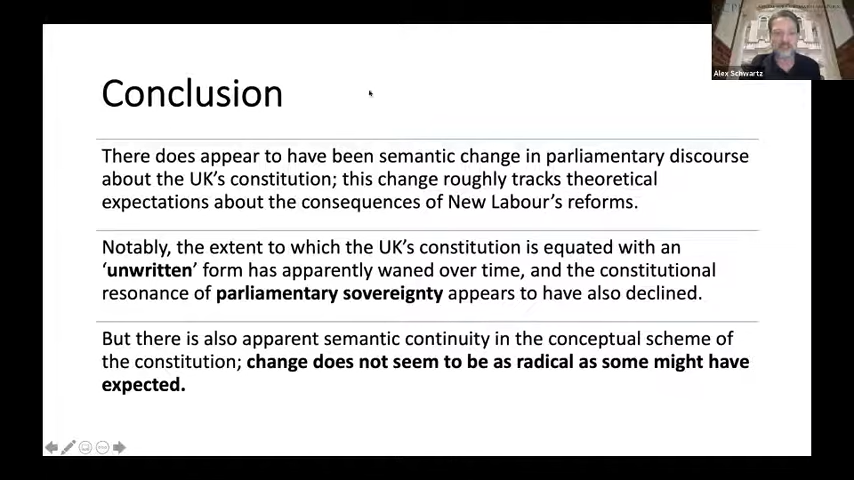 Alex Schwartz
Conclusion
There does appear to have been semantic change in parliamentary discourse
about the UK's constitution; this change roughly tracks theoretical
expectations about the consequences of New Labour's reforms.
Notably, the extent to which the UK's constitution is equated with an
'unwritten' form has apparently waned over time, and the constitutional
resonance of parliamentary sovereignty appears to have also declined.
But there is also apparent semantic continuity in the conceptual scheme of
the constitution; change does not seem to be as radical as some might have
expected.